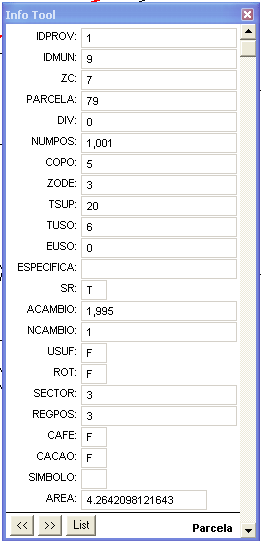 Info Tool
IDPROV: 1
IDMUN: 9
ZC: 7
PARCELA: 79
DIV: 0
NUMPOS: 1,001
COPO: 5
ZODE: 3
TSUP: 20
TUSO: 6
EUSO: 0
ESPECIFICA:
SR: T
ACAMBIO: 1,995
NCAMBIO: 1
USUF: F
ROT: F
SECTOR: 3
REGPOS: 3
CAFE: F
CACAO: F
SIMBOLO:
AREA: 4.2642098121643
<< >> List Parcela